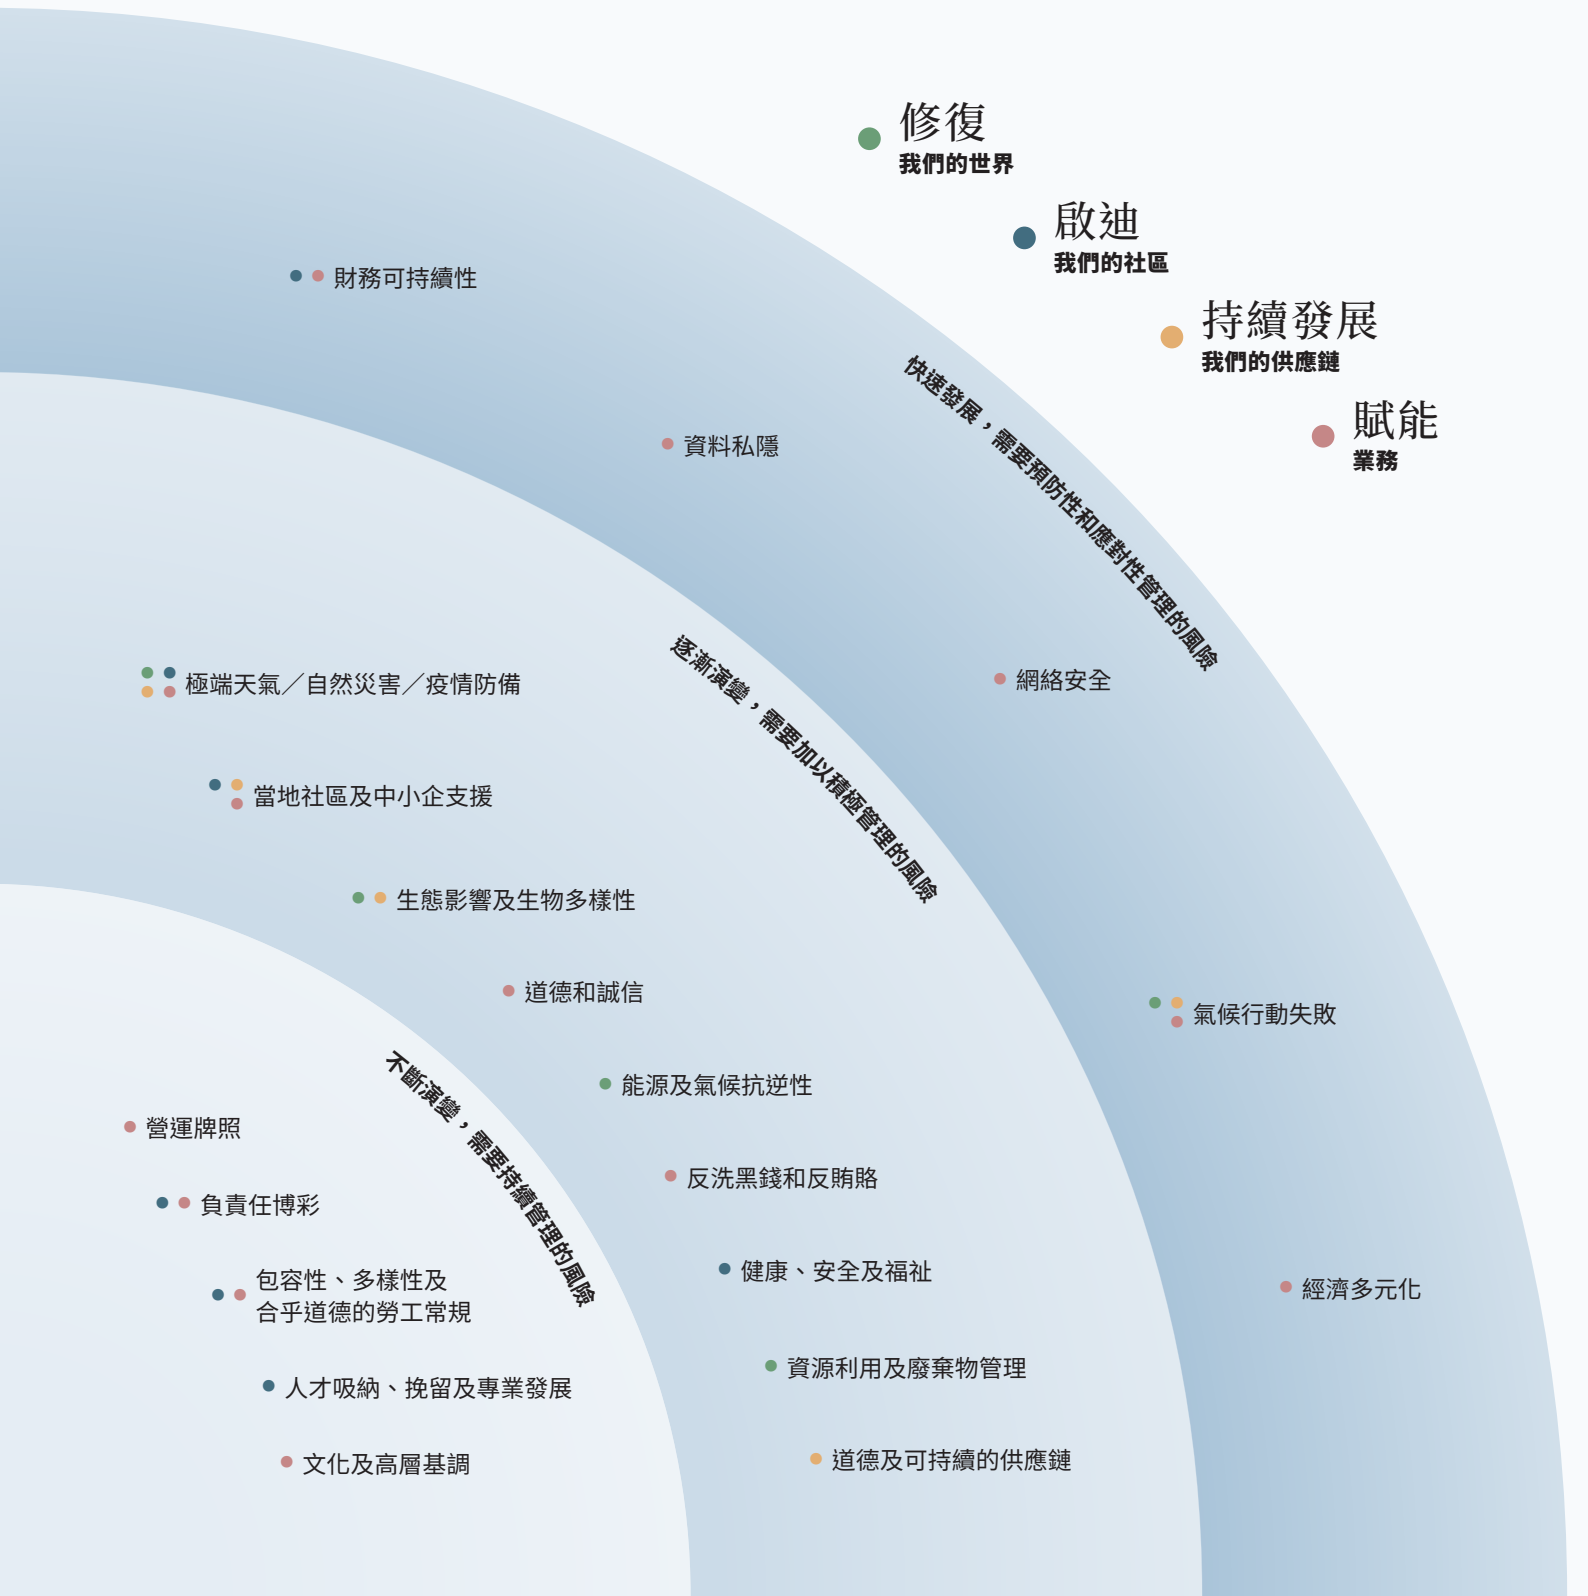 修復
我們的世界
啟迪
我們的社區
持續發展
我們的供應鏈
賦能
業務
快速發展，需要預防性和應對性管理的風險
財務可持續性
資料私隱
網絡安全
氣候行動失敗
經濟多元化
逐漸演變，需要加以積極管理的風險
極端天氣／自然災害／疫情防備
當地社區及中小企支援
生態影響及生物多樣性
道德和誠信
能源及氣候抗逆性
反洗黑錢和反賄賂
健康、安全及福祉
資源利用及廢棄物管理
道德及可持續的供應鏈
不斷演變，需要持續管理的風險
營運牌照
負責任博彩
包容性、多樣性及
合乎道德的勞工常規
人才吸納、挽留及專業發展
文化及高層基調